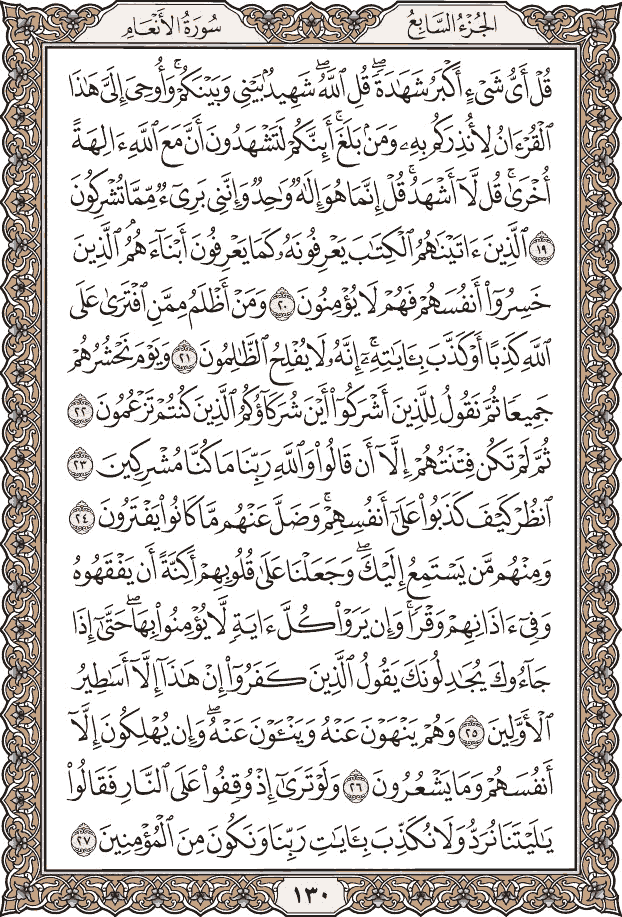 الجُزْءُ السَّابِعُ
سُورَةُ الأَنْعَام
قُلْ أَىُّ شَىْءٍ أَكْبَرُ شَهَٰدَةً ۖ قُلِ ٱللَّهُ ۖ شَهِيدٌۢ بَيْنِى وَبَيْنَكُمْ ۚ وَأُوحِىَ إِلَىَّ هَٰذَا
ٱلْقُرْءَانُ لِأُنذِرَكُم بِهِۦ وَمَنۢ بَلَغَ ۚ أَئِنَّكُمْ لَتَشْهَدُونَ أَنَّ مَعَ ٱللَّهِ ءَالِهَةً
أُخْرَىٰ ۚ قُل لَّآ أَشْهَدُ ۚ قُلْ إِنَّمَا هُوَ إِلَٰهٌ وَٰحِدٌ وَإِنَّنِى بَرِىٓءٌ مِّمَّا تُشْرِكُونَ
١٩ ٱلَّذِينَ ءَاتَيْنَٰهُمُ ٱلْكِتَٰبَ يَعْرِفُونَهُۥ كَمَا يَعْرِفُونَ أَبْنَآءَهُمُ ۘ ٱلَّذِينَ
خَسِرُوٓا۟ أَنفُسَهُمْ فَهُمْ لَا يُؤْمِنُونَ ٢٠ وَمَنْ أَظْلَمُ مِمَّنِ ٱفْتَرَىٰ عَلَى
ٱللَّهِ كَذِبًا أَوْ كَذَّبَ بِـَٔايَٰتِهِۦٓ ۗ إِنَّهُۥ لَا يُفْلِحُ ٱلظَّٰلِمُونَ ٢١ وَيَوْمَ نَحْشُرُهُمْ
جَمِيعًا ثُمَّ نَقُولُ لِلَّذِينَ أَشْرَكُوٓا۟ أَيْنَ شُرَكَآؤُكُمُ ٱلَّذِينَ كُنتُمْ تَزْعُمُونَ ٢٢
ثُمَّ لَمْ تَكُن فِتْنَتُهُمْ إِلَّآ أَن قَالُوا۟ وَٱللَّهِ رَبِّنَا مَا كُنَّا مُشْرِكِينَ ٢٣
ٱنظُرْ كَيْفَ كَذَبُوا۟ عَلَىٰٓ أَنفُسِهِمْ ۚ وَضَلَّ عَنْهُم مَّا كَانُوا۟ يَفْتَرُونَ ٢٤
وَمِنْهُم مَّن يَسْتَمِعُ إِلَيْكَ ۖ وَجَعَلْنَا عَلَىٰ قُلُوبِهِمْ أَكِنَّةً أَن يَفْقَهُوهُ
وَفِىٓ ءَاذَانِهِمْ وَقْرًا ۚ وَإِن يَرَوْا۟ كُلَّ ءَايَةٍ لَّا يُؤْمِنُوا۟ بِهَا ۚ حَتَّىٰٓ إِذَا
جَآءُوكَ يُجَٰدِلُونَكَ يَقُولُ ٱلَّذِينَ كَفَرُوٓا۟ إِنْ هَٰذَآ إِلَّآ أَسَٰطِيرُ
ٱلْأَوَّلِينَ ٢٥ وَهُمْ يَنْهَوْنَ عَنْهُ وَيَنْـَٔوْنَ عَنْهُ ۖ وَإِن يُهْلِكُونَ إِلَّآ
أَنفُسَهُمْ وَمَا يَشْعُرُونَ ٢٦ وَلَوْ تَرَىٰٓ إِذْ وُقِفُوا۟ عَلَى ٱلنَّارِ فَقَالُوا۟
يَٰلَيْتَنَا نُرَدُّ وَلَا نُكَذِّبَ بِـَٔايَٰتِ رَبِّنَا وَنَكُونَ مِنَ ٱلْمُؤْمِنِينَ ٢٧
١٣٠